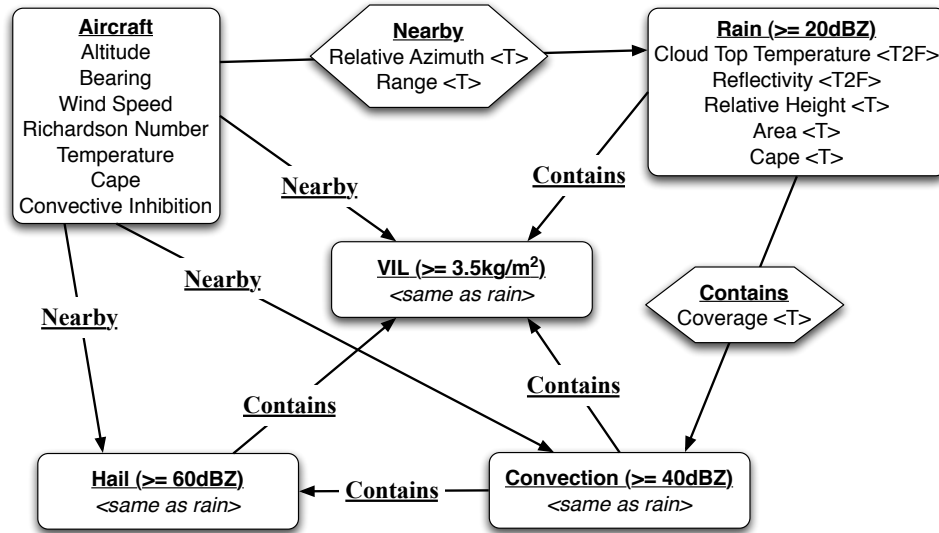 Aircraft
Altitude
Bearing
Wind Speed
Richardson Number
Temperature
Cape
Convective Inhibition
Nearby
Relative Azimuth <T>
Range <T>
Rain (>= 20dBZ)
Cloud Top Temperature <T2F>
Reflectivity <T2F>
Relative Height <T>
Area <T>
Cape <T>
Nearby
Contains
VIL (>= 3.5kg/m²)
<same as rain>
Nearby
Nearby
Contains
Coverage <T>
Contains
Contains
Hail (>= 60dBZ)
<same as rain>
Contains
Convection (>= 40dBZ)
<same as rain>